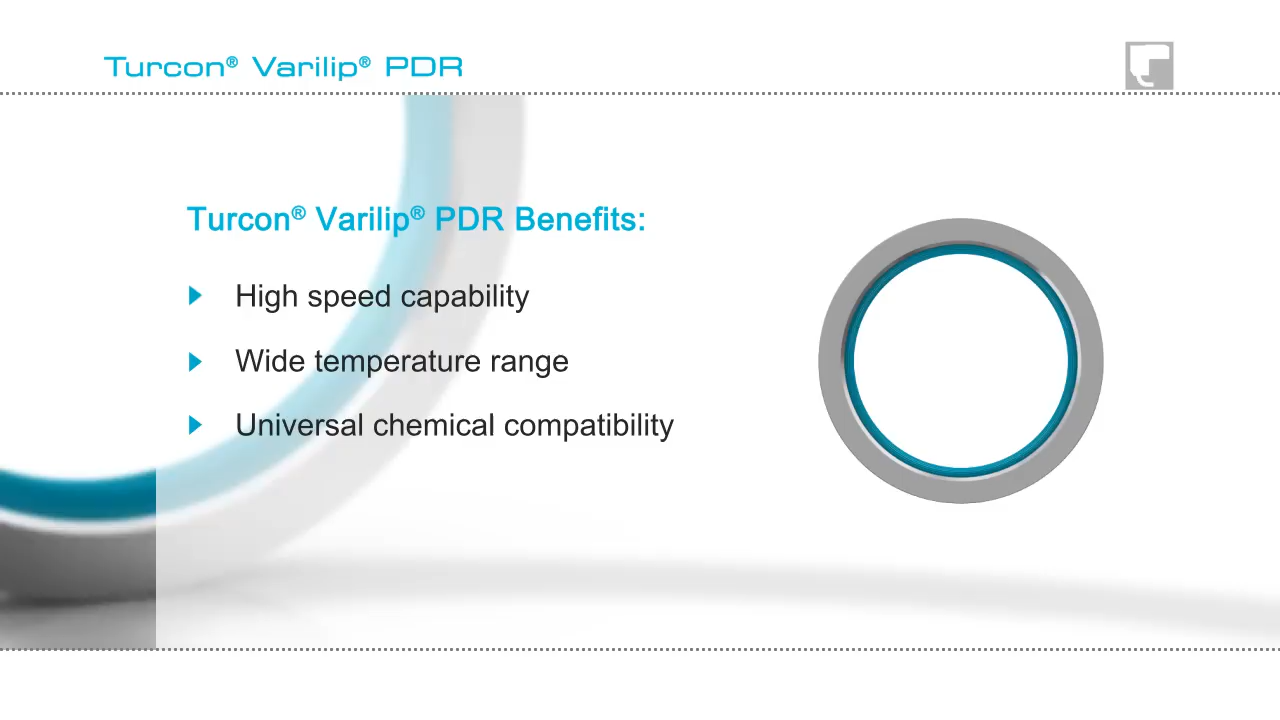 Turcon® Varilip® PDR
Turcon® Varilip® PDR Benefits:
High speed capability
Wide temperature range
Universal chemical compatibility